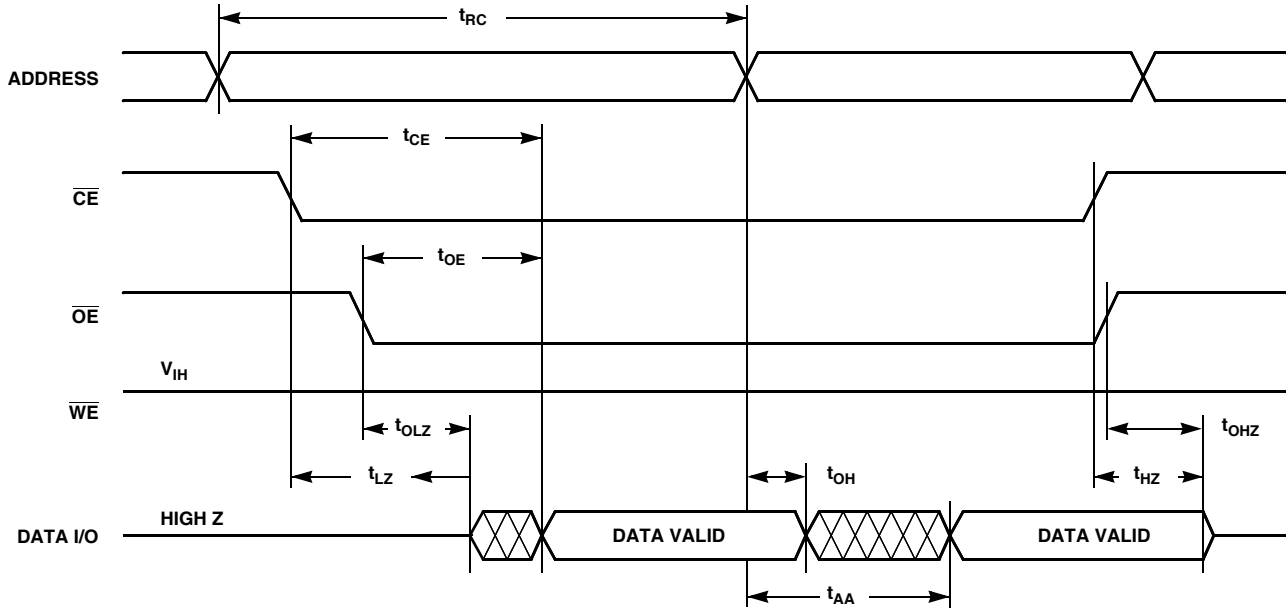 tRC
ADDRESS
tCE
CE
tOE
OE
VIH
WE
tOLZ
tOHZ
tLZ
tOH
tHZ
HIGH Z
DATA I/O
DATA VALID
DATA VALID
tAA